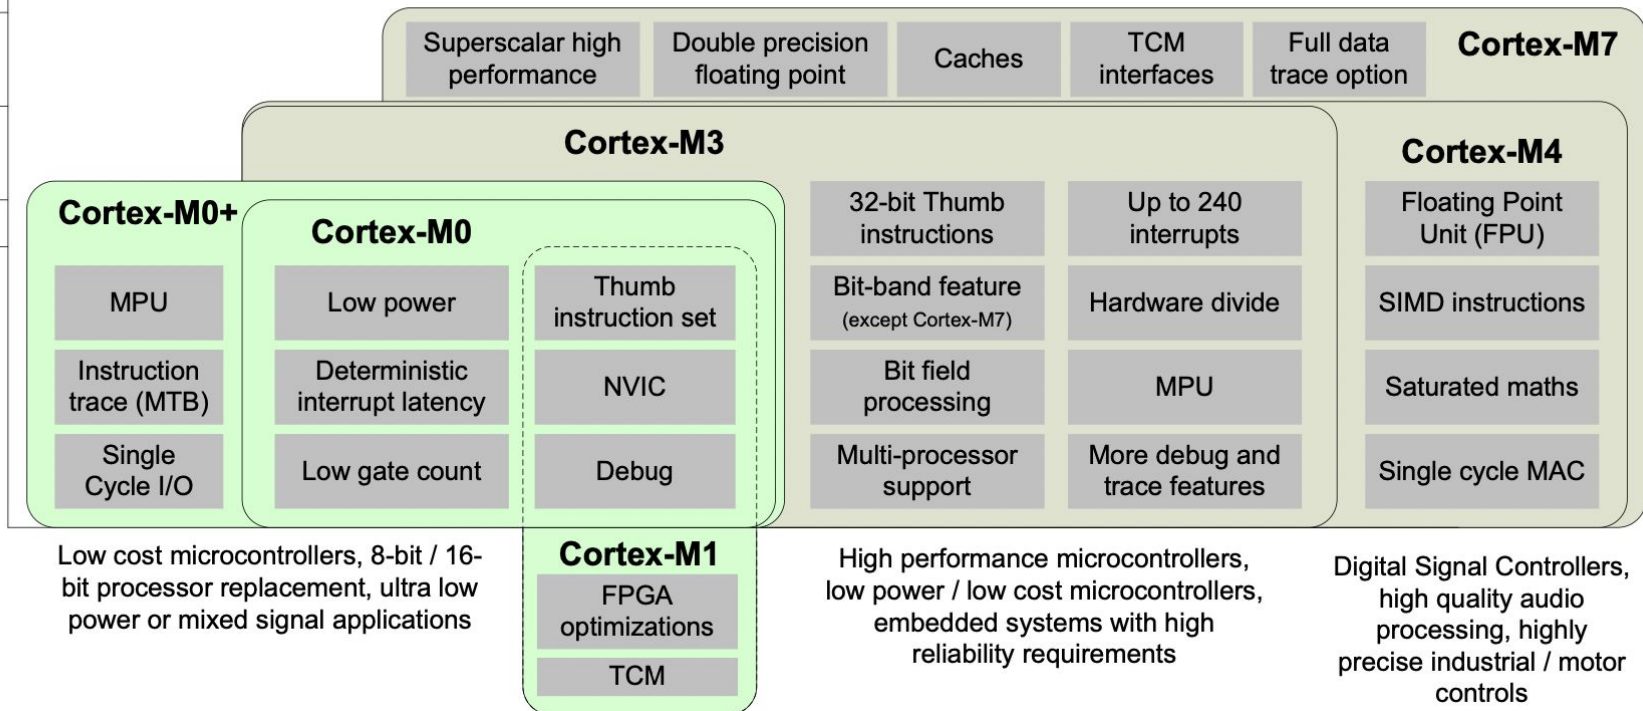 Superscalar high
performance
Double precision
floating point
Caches
TCM
interfaces
Full data
trace option
Cortex-M7
Cortex-M3
Cortex-M4
Cortex-M0+
Cortex-M0
MPU
Instruction
trace (MTB)
Single
Cycle I/O
Low power
Deterministic
interrupt latency
Low gate count
Thumb
instruction set
NVIC
Debug
32-bit Thumb
instructions
Bit-band feature
(except Cortex-M7)
Bit field
processing
Multi-processor
support
Up to 240
interrupts
Hardware divide
MPU
More debug and
trace features
Floating Point
Unit (FPU)
SIMD instructions
Saturated maths
Single cycle MAC
Low cost microcontrollers, 8-bit / 16-
bit processor replacement, ultra low
power or mixed signal applications
Cortex-M1
FPGA
optimizations
TCM
High performance microcontrollers,
low power / low cost microcontrollers,
embedded systems with high
reliability requirements
Digital Signal Controllers,
high quality audio
processing, highly
precise industrial / motor
controls